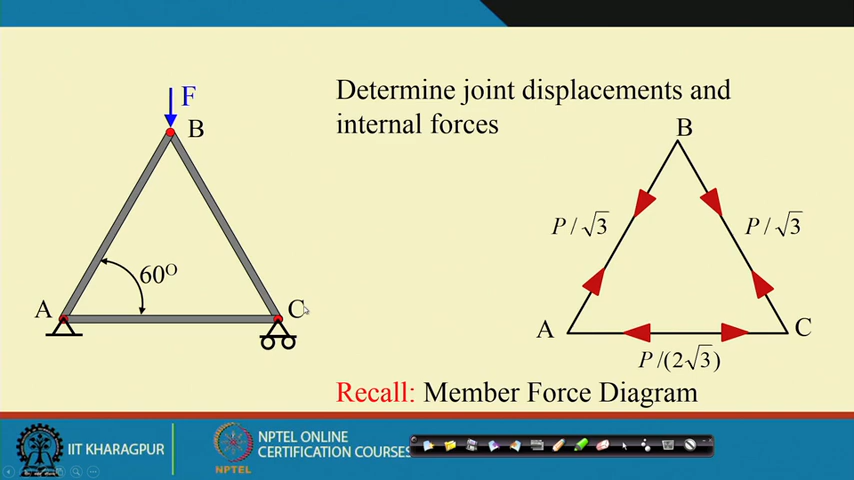 F
B
60°
A
C
Determine joint displacements and
internal forces
B
P/√3
P/√3
A
C
P/(2√3)
Recall: Member Force Diagram
IIT KHARAGPUR
NPTEL
NPTEL ONLINE
CERTIFICATION COURSES